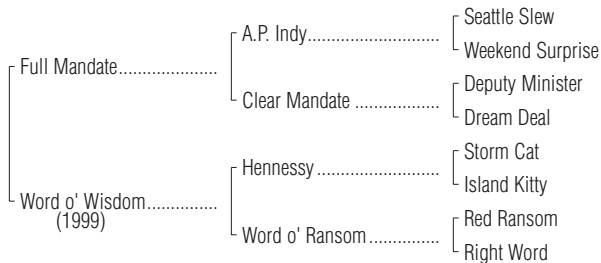 Seattle Slew
A.P. Indy........................................
Weekend Surprise
Full Mandate.....................
Deputy Minister
Clear Mandate ...................
Dream Deal
Storm Cat
Hennessy ..........................
Island Kitty
Word o' Wisdom...............
(1999)
Red Ransom
Word o' Ransom ...............
Right Word